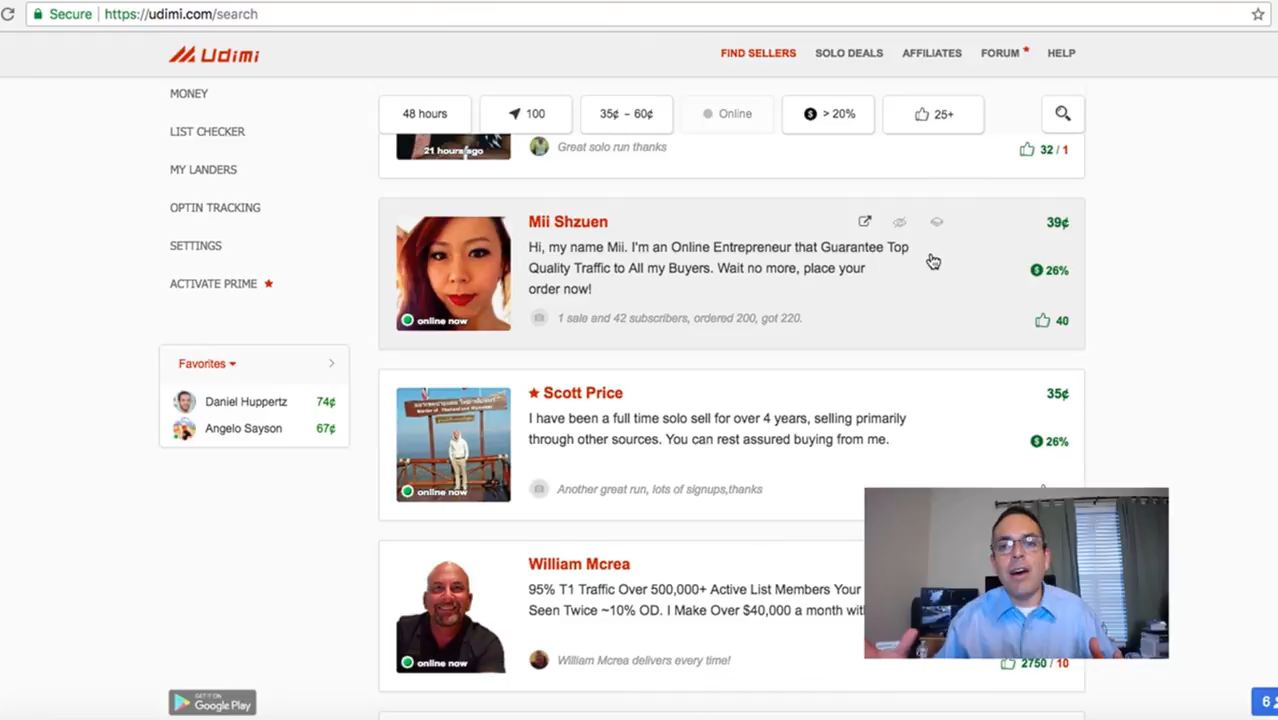 Secure
https://udimi.com/search
Udimi
FIND SELLERS
SOLO DEALS
AFFILIATES
FORUM
HELP
MONEY
LIST CHECKER
MY LANDERS
OPTIN TRACKING
SETTINGS
ACTIVATE PRIME
Favorites
Daniel Huppertz 74¢
Angelo Sayson 67¢
GET IT ON
Google Play
48 hours
100
35¢ – 60¢
Online
> 20%
25+
21 hours ago
Great solo run thanks
32 / 1
Mii Shzuen
39¢
Hi, my name Mii. I'm an Online Entrepreneur that Guarantee Top
Quality Traffic to All my Buyers. Wait no more, place your
order now!
26%
online now
1 sale and 42 subscribers, ordered 200, got 220.
40
Scott Price
35¢
I have been a full time solo sell for over 4 years, selling primarily
through other sources. You can rest assured buying from me.
26%
online now
Another great run, lots of signups,thanks
William Mcrea
95% T1 Traffic Over 500,000+ Active List Members Your
Seen Twice ~10% OD. I Make Over $40,000 a month
online now
William Mcrea delivers every time!
2750 / 10
6